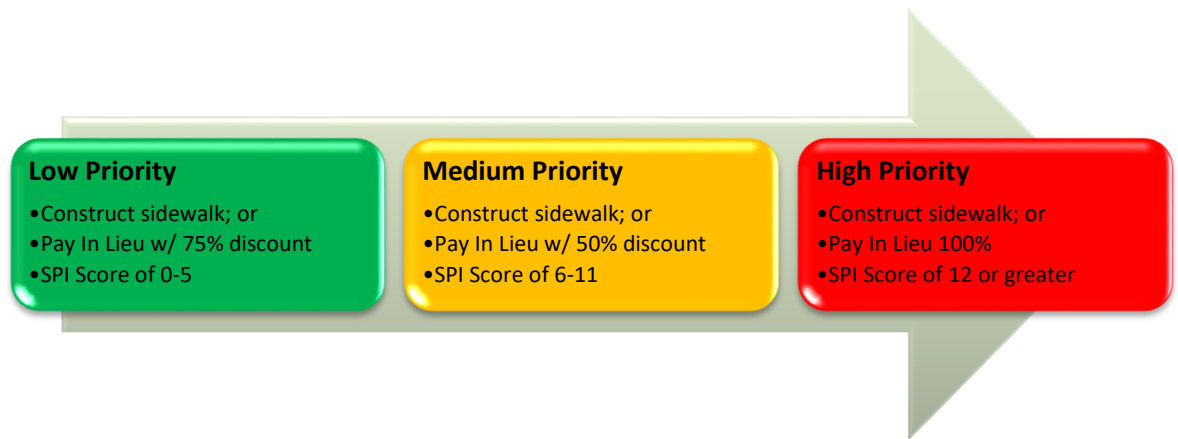 Low Priority
•Construct sidewalk; or
•Pay In Lieu w/ 75% discount
•SPI Score of 0-5
Medium Priority
•Construct sidewalk; or
•Pay In Lieu w/ 50% discount
•SPI Score of 6-11
High Priority
•Construct sidewalk; or
•Pay In Lieu 100%
•SPI Score of 12 or greater